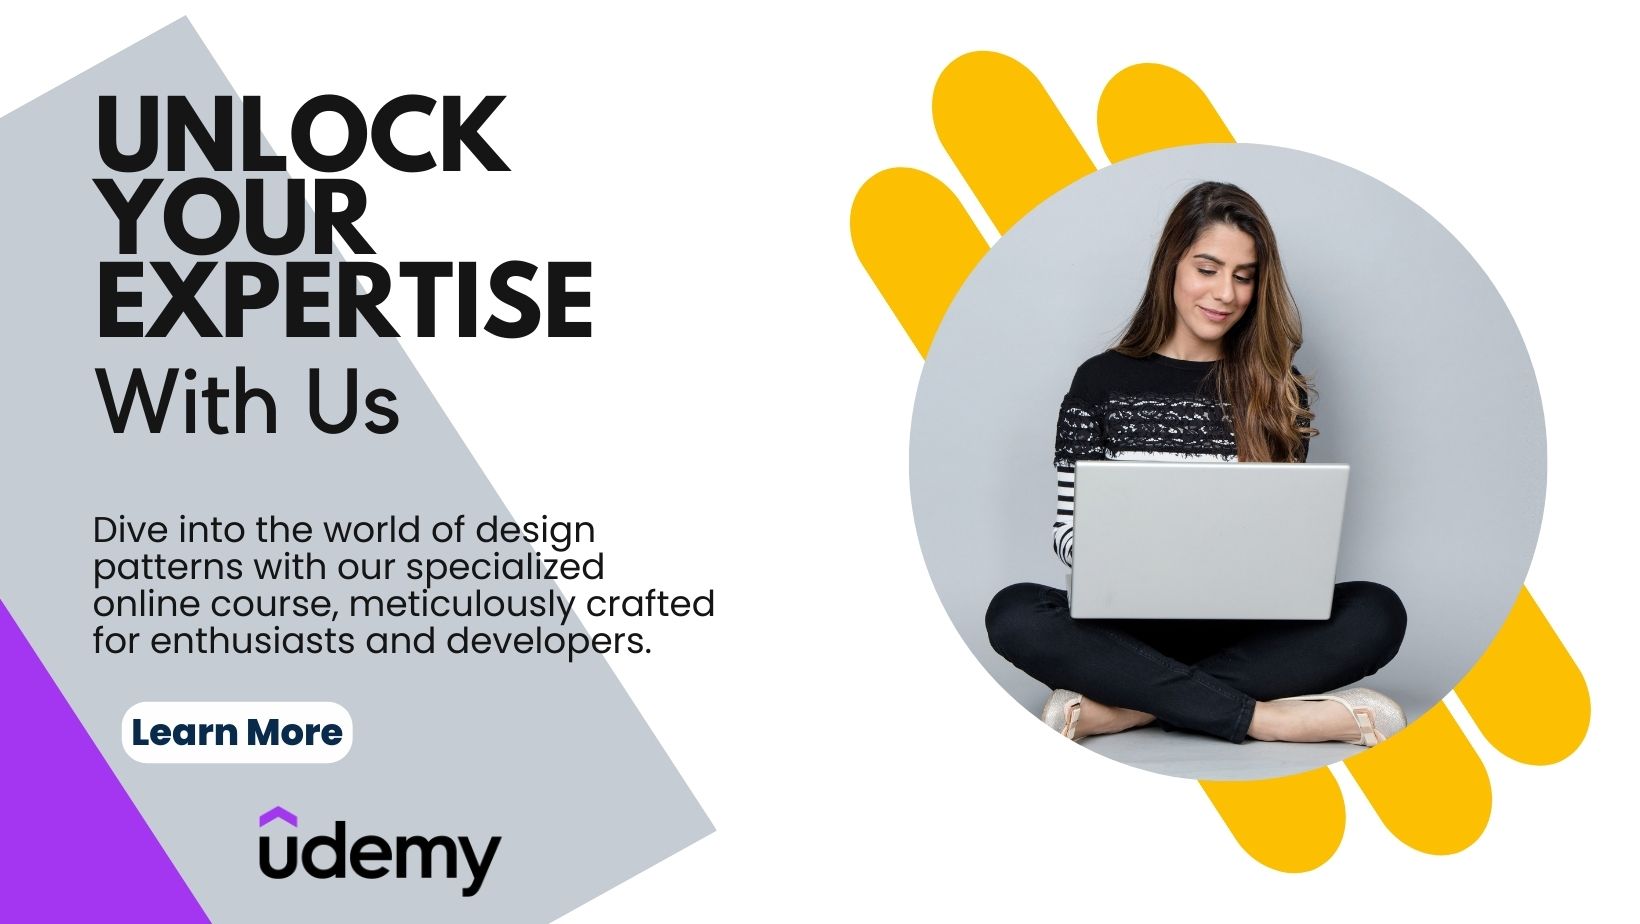 UNLOCK
YOUR
EXPERTISE
With Us
Dive into the world of design
patterns with our specialized
online course, meticulously crafted
for enthusiasts and developers.
Learn More
udemy